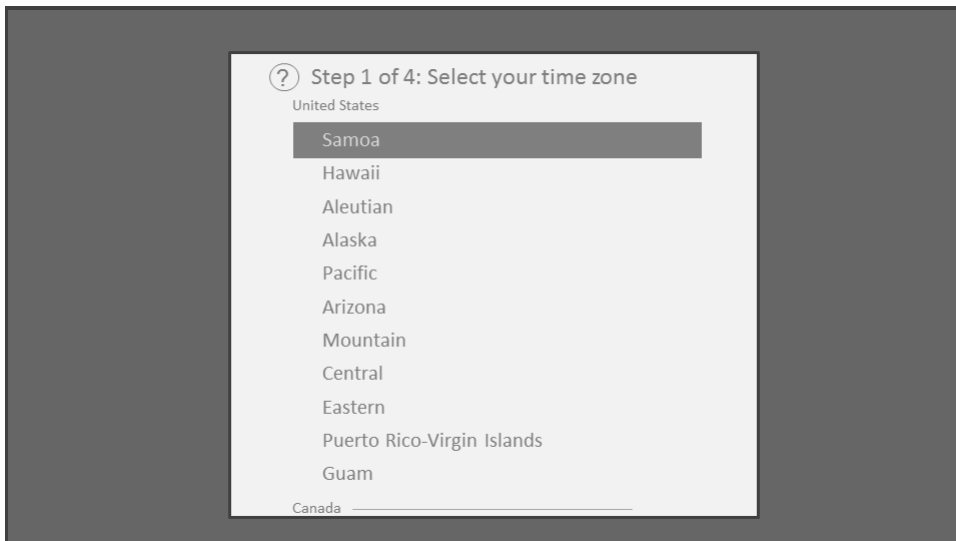 ? Step 1 of 4: Select your time zone
United States
Samoa
Hawaii
Aleutian
Alaska
Pacific
Arizona
Mountain
Central
Eastern
Puerto Rico-Virgin Islands
Guam
Canada